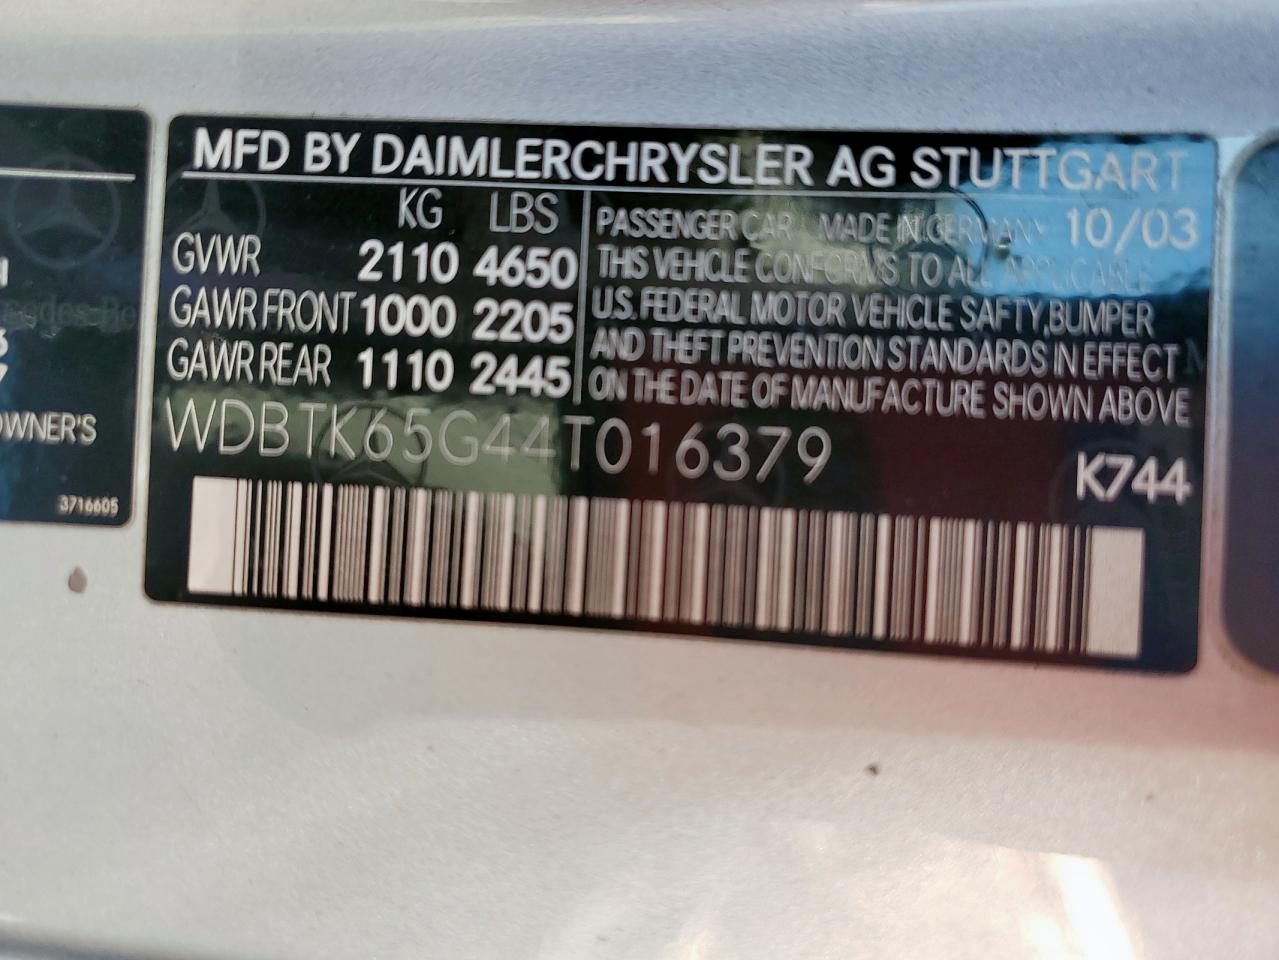 MFD BY DAIMLERCHRYSLER AG STUTTGART
KG LBS
GVWR 2110 4650
GAWR FRONT 1000 2205
GAWR REAR 1110 2445
PASSENGER CAR MADE IN GERMANY 10/03
THIS VEHICLE CONFORMS TO ALL APPLICABLE
U.S. FEDERAL MOTOR VEHICLE SAFTY, BUMPER
AND THEFT PREVENTION STANDARDS IN EFFECT
ON THE DATE OF MANUFACTURE SHOWN ABOVE
WDBTK65G44T016379
K744
OWNER'S
3716605